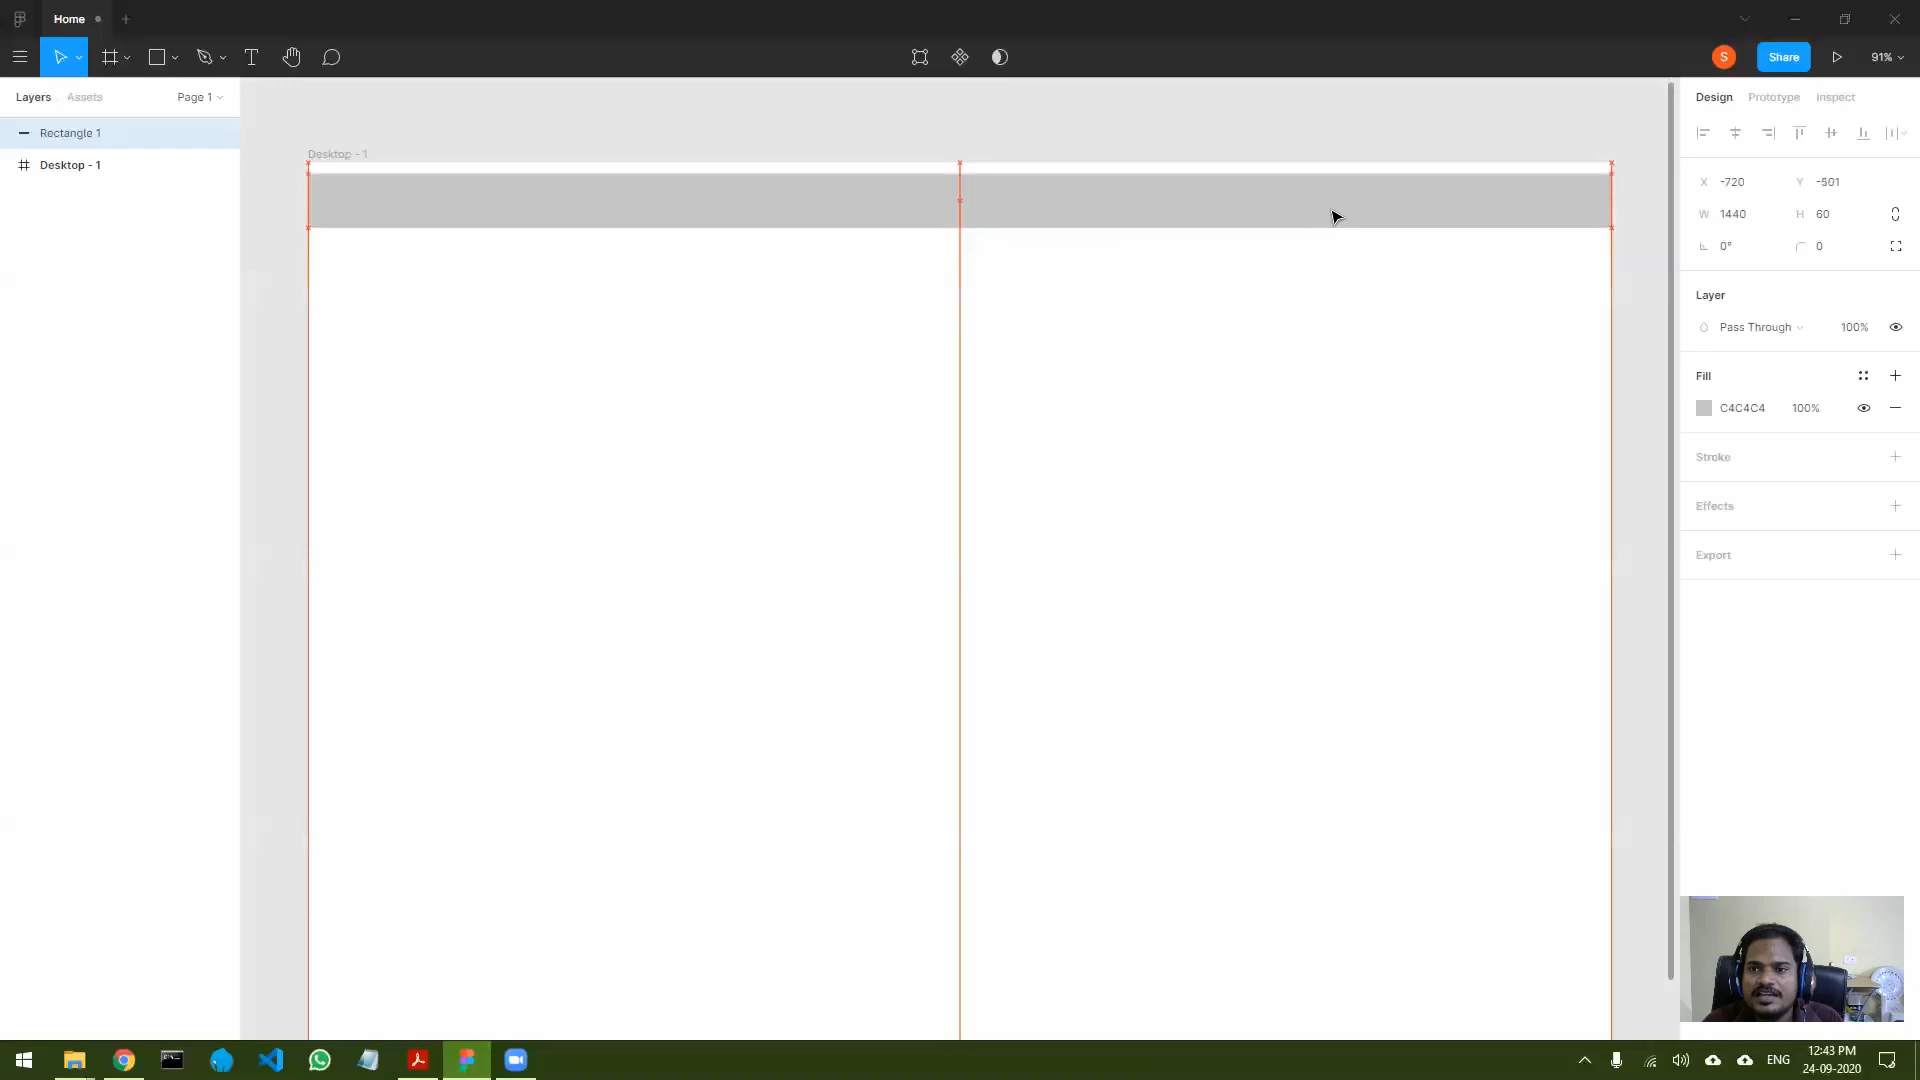 Home
S
Share
91%
Layers
Assets
Page 1
Design
Prototype
Inspect
Rectangle 1
Desktop - 1
Desktop - 1
X -720
Y -501
W 1440
H 60
0°
0
Layer
Pass Through
100%
Fill
C4C4C4
100%
Stroke
Effects
Export
ENG
12:43 PM
24-09-2020